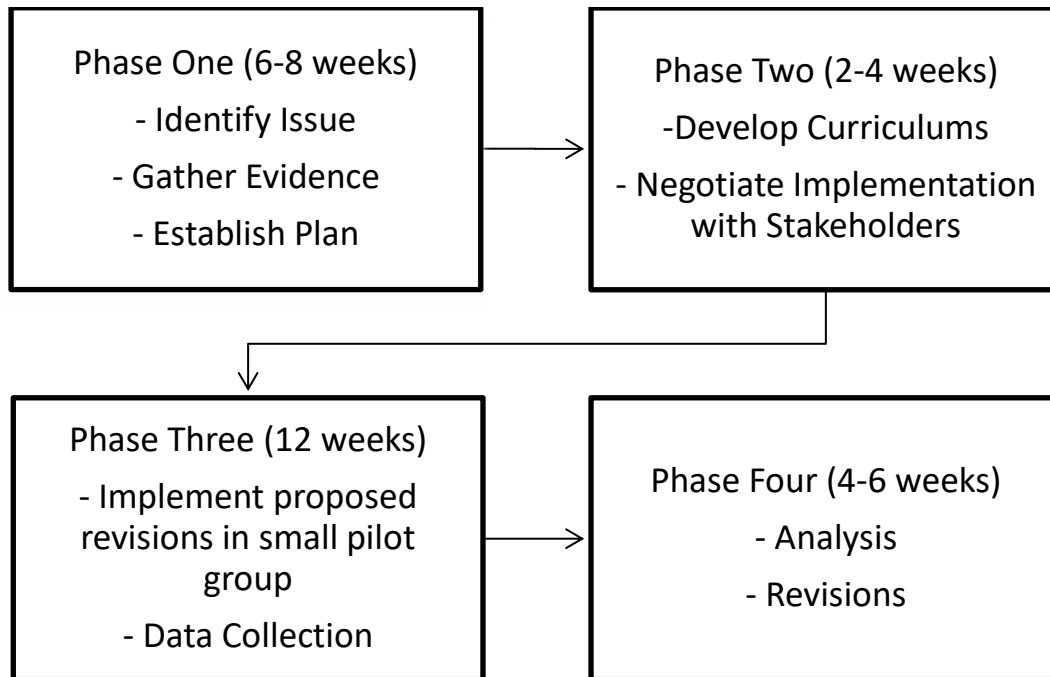 Phase One (6-8 weeks)
- Identify Issue
- Gather Evidence
- Establish Plan
Phase Two (2-4 weeks)
-Develop Curriculums
- Negotiate Implementation
with Stakeholders
Phase Three (12 weeks)
- Implement proposed
revisions in small pilot
group
- Data Collection
Phase Four (4-6 weeks)
- Analysis
- Revisions